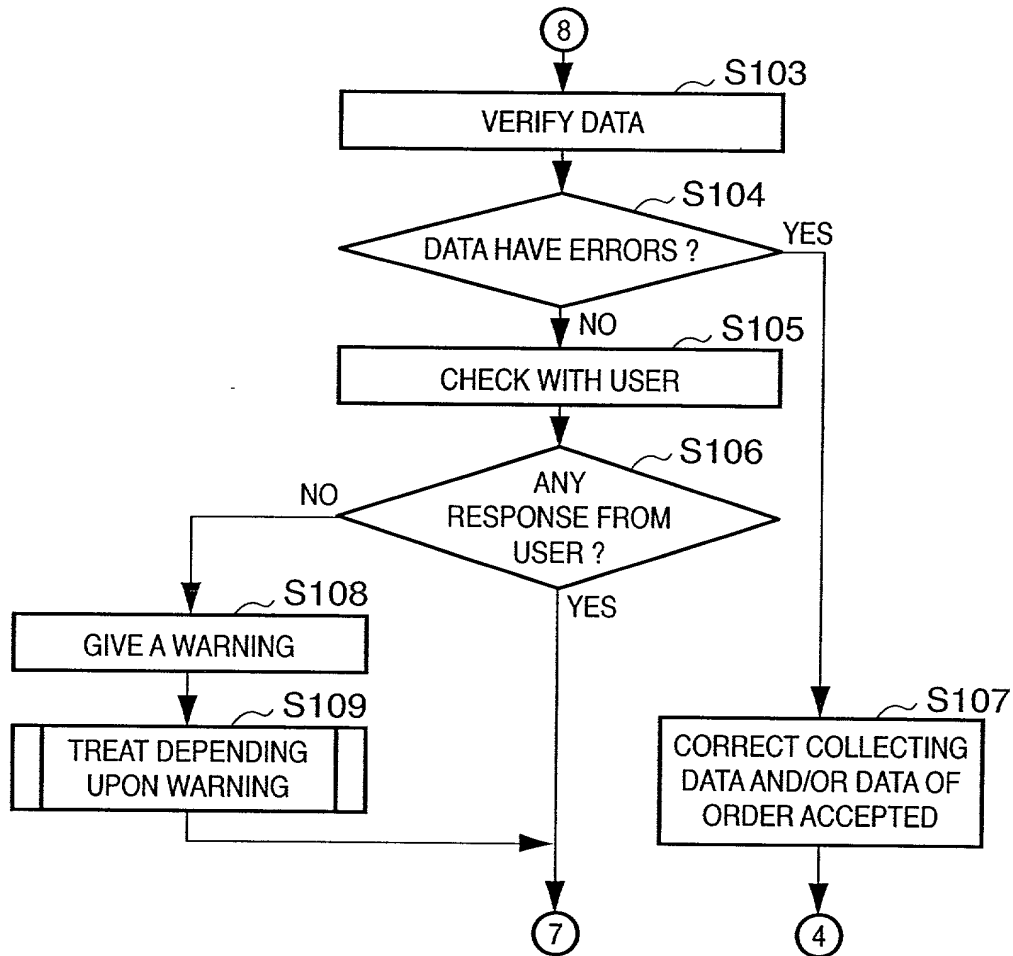 8
S103
VERIFY DATA
S104
DATA HAVE ERRORS ?
YES
NO
S105
CHECK WITH USER
S106
ANY
RESPONSE FROM
USER ?
NO
YES
S108
GIVE A WARNING
S109
TREAT DEPENDING
UPON WARNING
S107
CORRECT COLLECTING
DATA AND/OR DATA OF
ORDER ACCEPTED
7
4